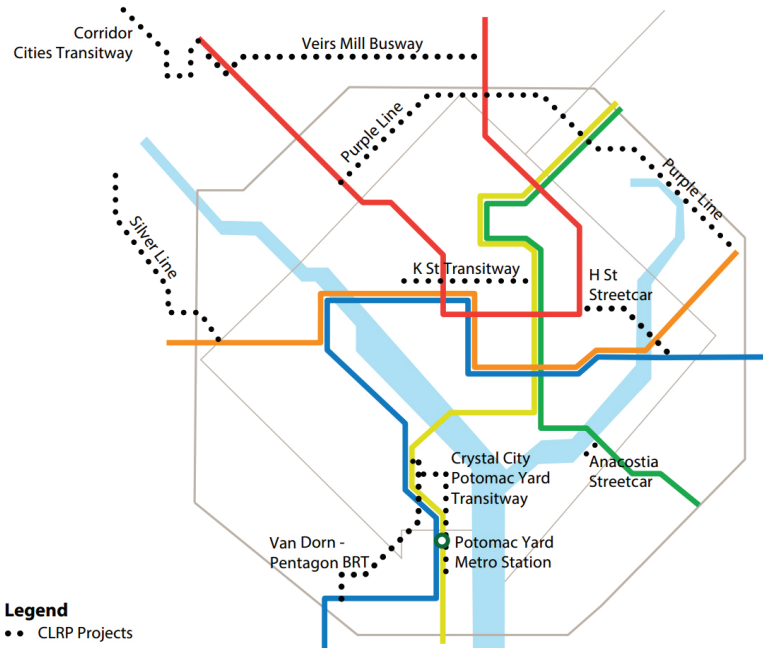 Corridor
Cities Transitway
Veirs Mill Busway
Purple Line
Purple Line
Silver Line
K St Transitway
H St
Streetcar
Crystal City
Potomac Yard
Transitway
Anacostia
Streetcar
Van Dorn -
Pentagon BRT
Potomac Yard
Metro Station
Legend
CLRP Projects